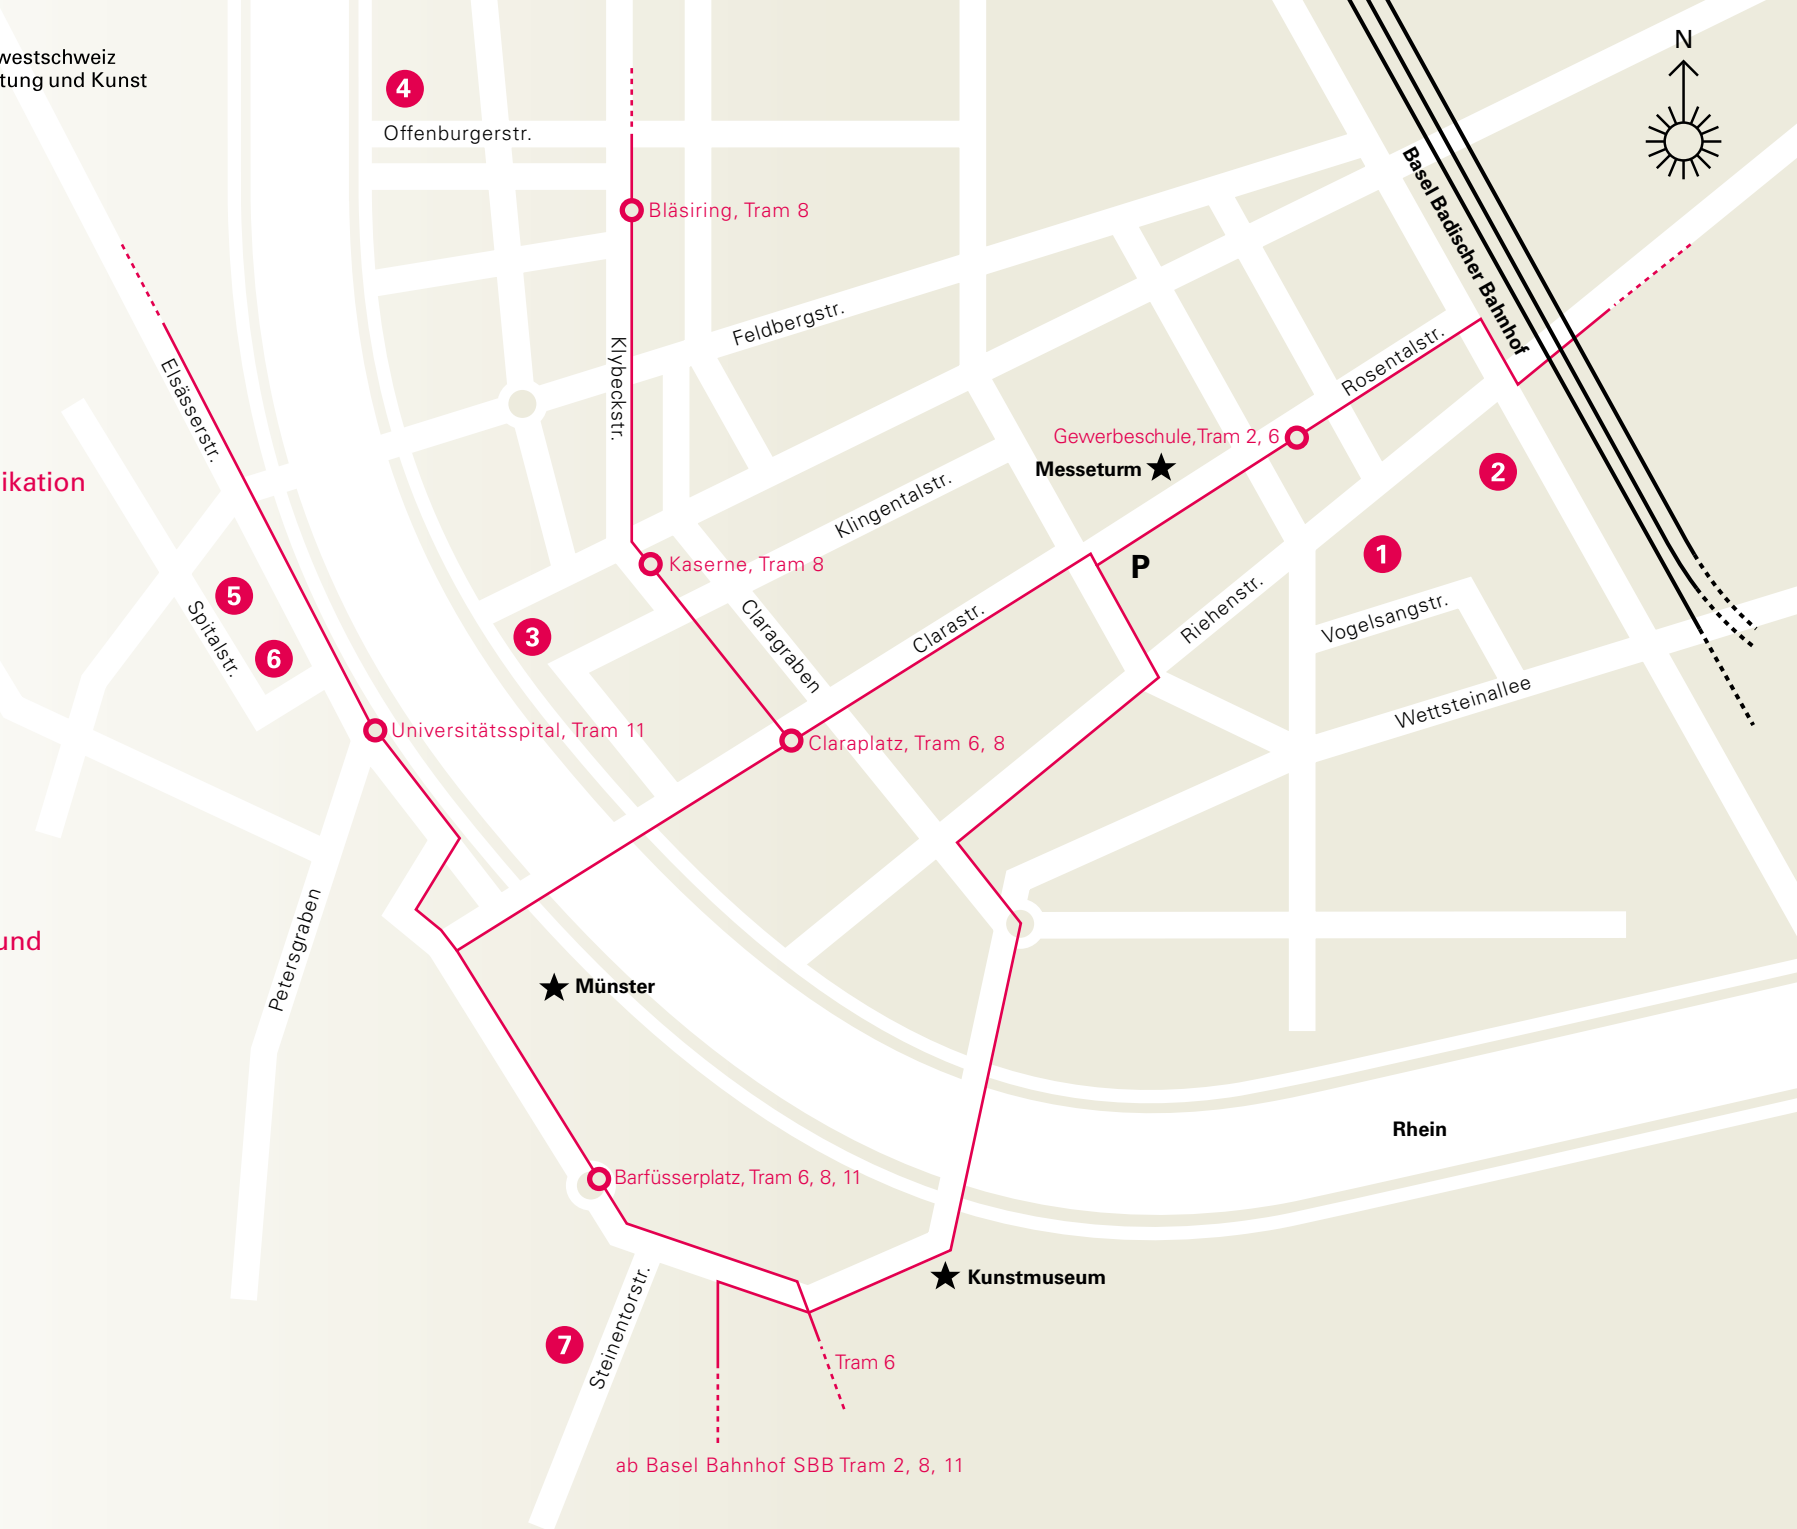 westschweiz
tung und Kunst
N
4
Offenburgerstr.
Basel Badischer Bahnhof
Bläsiring, Tram 8
Feldbergstr.
Klybeckstr.
Rosentalstr.
Elsässerstr.
Gewerbeschule, Tram 2, 6
Messeturm
2
ikation
Klingentalstr.
1
Kaserne, Tram 8
P
5
Spitalstr.
Claragraben
Clarastr.
Riehenstr.
Vogelsangstr.
3
6
Wettsteinallee
Universitätsspital, Tram 11
Claraplatz, Tram 6, 8
und
Petersgraben
Münster
Rhein
Barfüsserplatz, Tram 6, 8, 11
Kunstmuseum
7
Steinentorstr.
Tram 6
ab Basel Bahnhof SBB Tram 2, 8, 11